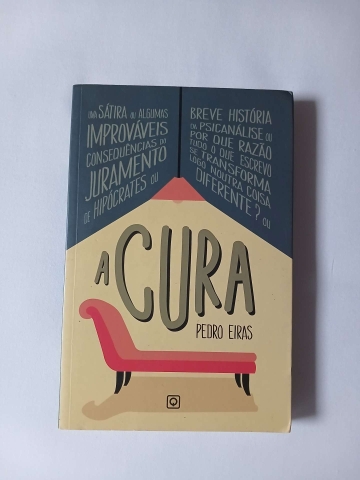 UMA SÁTIRA OU ALGUMAS
IMPROVÁVEIS
CONSEQUÊNCIAS DO
JURAMENTO
DE HIPÓCRATES OU
BREVE HISTÓRIA
DA PSICANÁLISE OU
POR QUE RAZÃO
TUDO O QUE ESCREVO
SE TRANSFORMA
LOGO NOUTRA COISA
DIFERENTE? OU
A CURA
PEDRO EIRAS